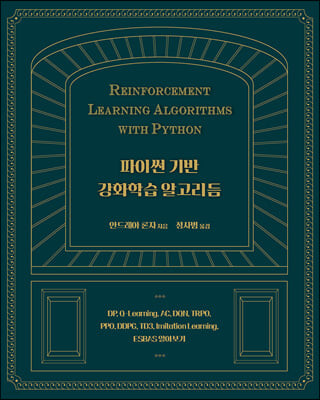 REINFORCEMENT
LEARNING ALGORITHMS
WITH PYTHON
파이썬 기반
강화학습 알고리듬
안드레아 론자 지음 정사범 옮김
DP, Q-Learning, AC, DQN, TRPO,
PPO, DDPG, TD3, Imitation Learning,
ESBAS 알아보기